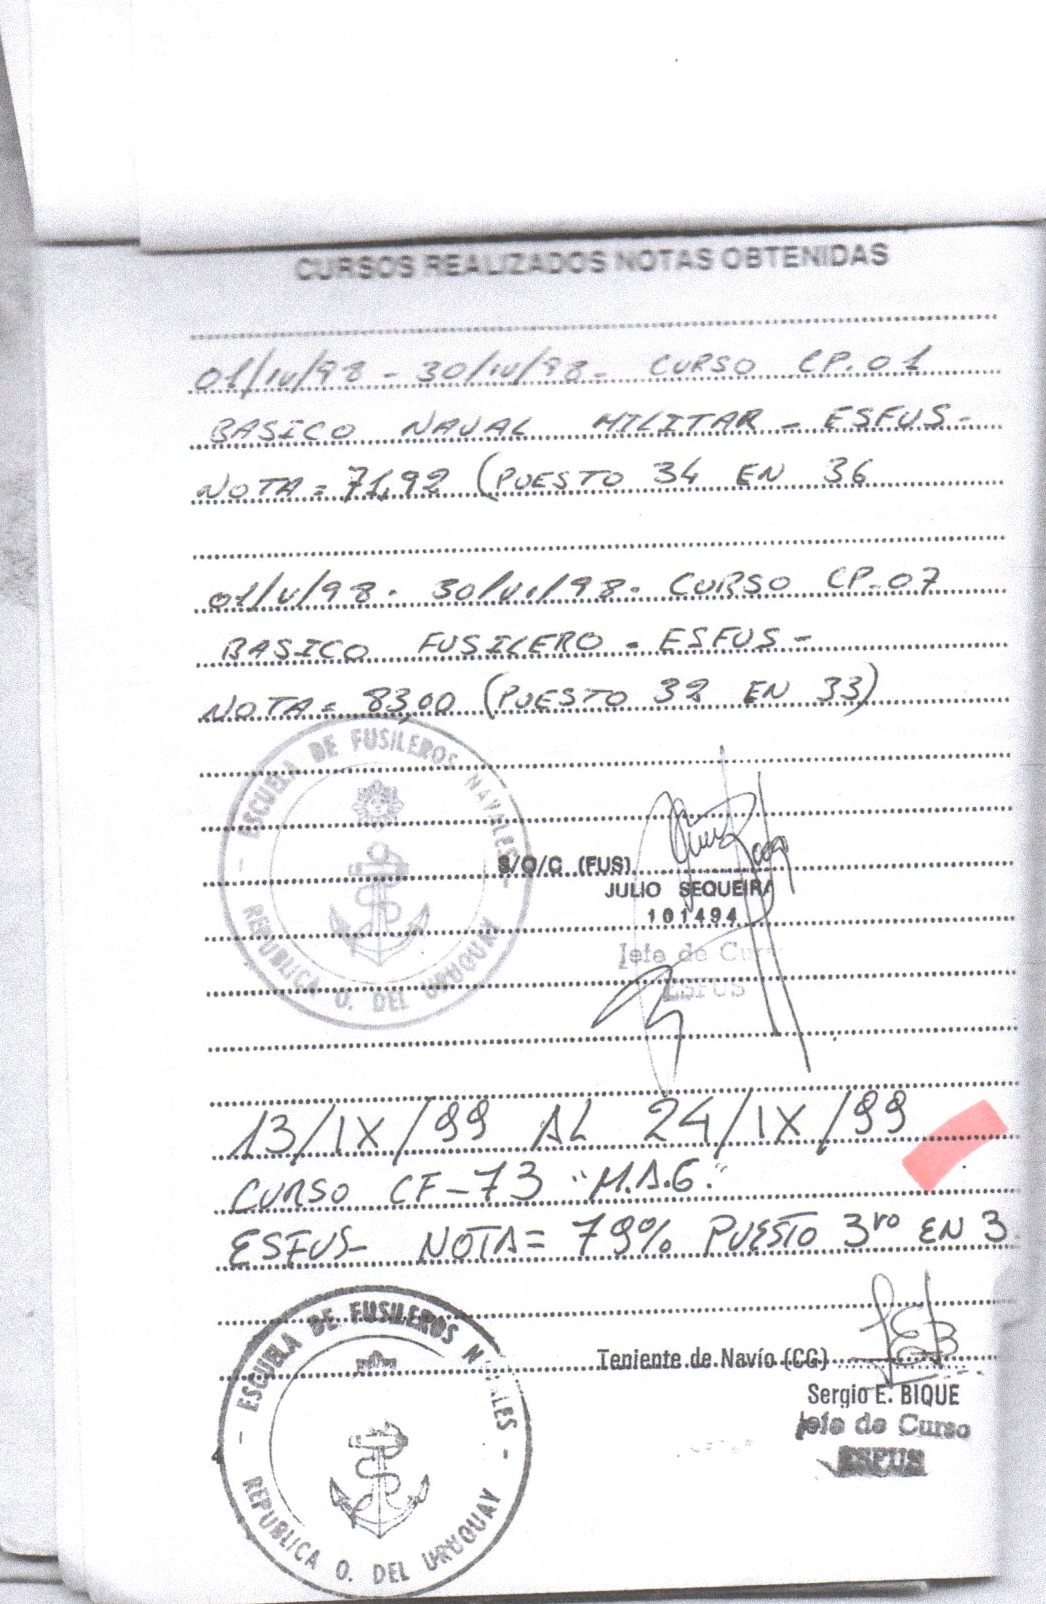 CURSOS REALIZADOS NOTAS OBTENIDAS
01/IV/98 - 30/IV/98 - CURSO CP.01
BASICO NAVAL MILITAR - ESFUS -
NOTA = 71,92 (PUESTO 34 EN 36
01/V/98 - 30/VI/98 - CURSO CP-07
BASICO FUSILERO - ESFUS -
NOTA = 83,00 (PUESTO 32 EN 33)
ESCUELA DE FUSILEROS NAVALES
REPUBLICA O. DEL URUGUAY
S/O/C (FUS)
JULIO SEQUEIRA
101494
Jefe de Curso
ESFUS
13/IX/99 AL 24/IX/99
CURSO CF-73 "M.A.G."
ESFUS- NOTA = 79% PUESTO 3ro EN 3
ESCUELA DE FUSILEROS NAVALES
REPUBLICA O. DEL URUGUAY
Teniente de Navío (CG)
Sergio E. BIQUE
Jefe de Curso
ESFUS